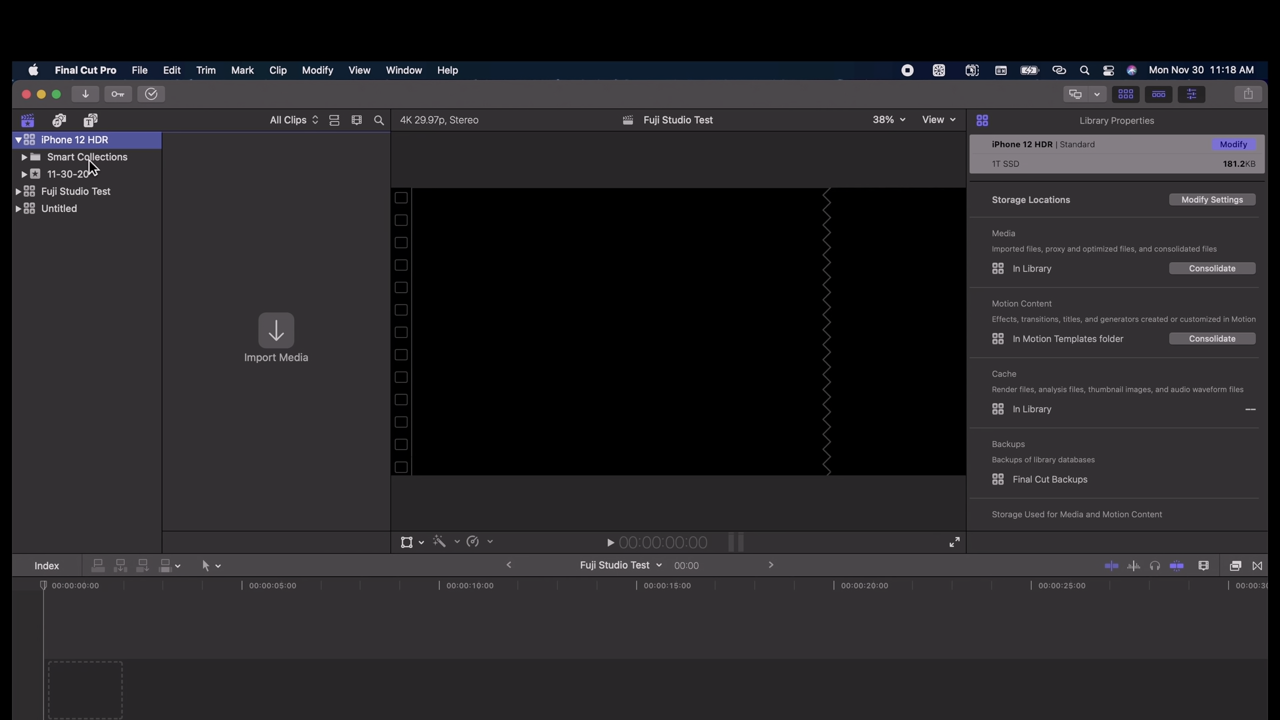 Final Cut Pro File Edit Trim Mark Clip Modify View Window Help Mon Nov 30 11:18 AM
All Clips 4K 29.97p, Stereo Fuji Studio Test 38% View Library Properties
iPhone 12 HDR
Smart Collections
11-30-20
Fuji Studio Test
Untitled
Import Media
iPhone 12 HDR | Standard Modify
1T SSD 181.2KB
Storage Locations Modify Settings
Media
Imported files, proxy and optimized files, and consolidated files
In Library Consolidate
Motion Content
Effects, transitions, titles, and generators created or customized in Motion
In Motion Templates folder Consolidate
Cache
Render files, analysis files, thumbnail images, and audio waveform files
In Library --
Backups
Backups of library databases
Final Cut Backups
Storage Used for Media and Motion Content
00:00:00:00
Index Fuji Studio Test 00:00
00:00:00:00 00:00:05:00 00:00:10:00 00:00:15:00 00:00:20:00 00:00:25:00